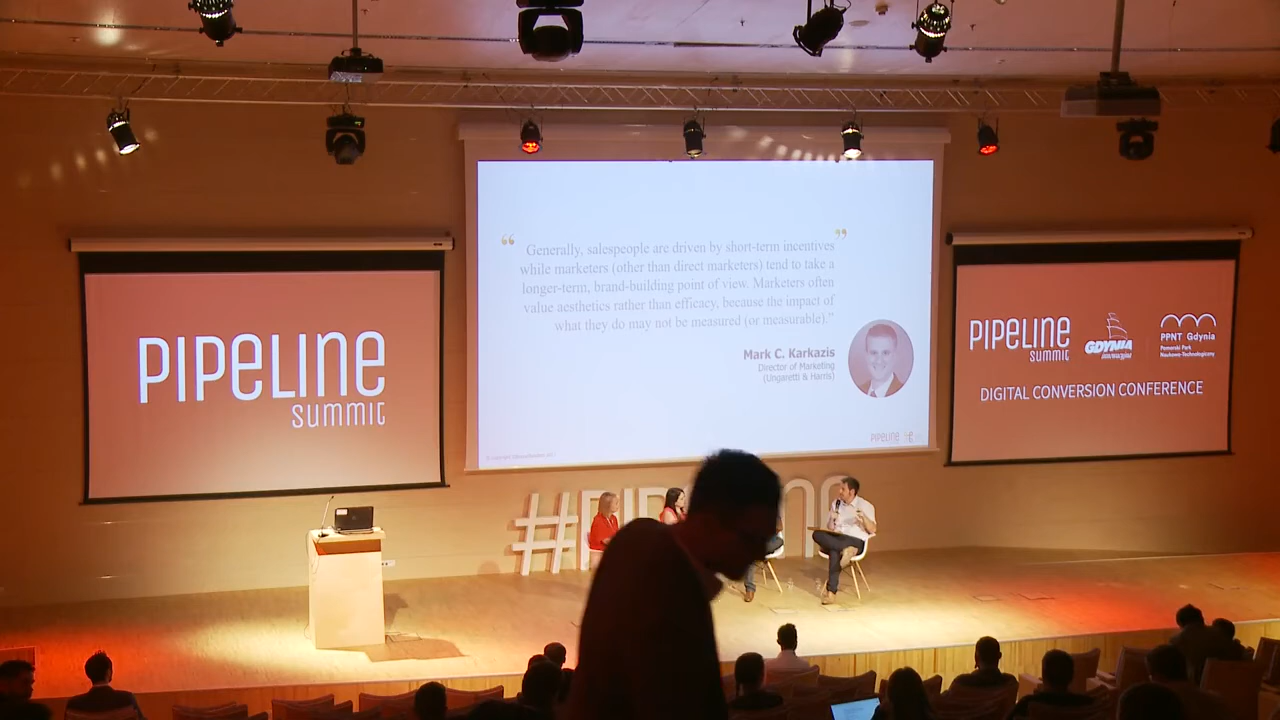 PIPELINE
SUMMIT
“ Generally, salespeople are driven by short-term incentives ”
while marketers (other than direct marketers) tend to take a
longer-term, brand-building point of view. Marketers often
value aesthetics rather than efficacy, because the impact of
what they do may not be measured (or measurable).”
Mark C. Karkazis
Director of Marketing
(Ungaretti & Harris)
PIPELINE
PIPELINE
SUMMIT
GDYNIA
PPNT Gdynia
Pomorski Park
Naukowo-Technologiczny
DIGITAL CONVERSION CONFERENCE